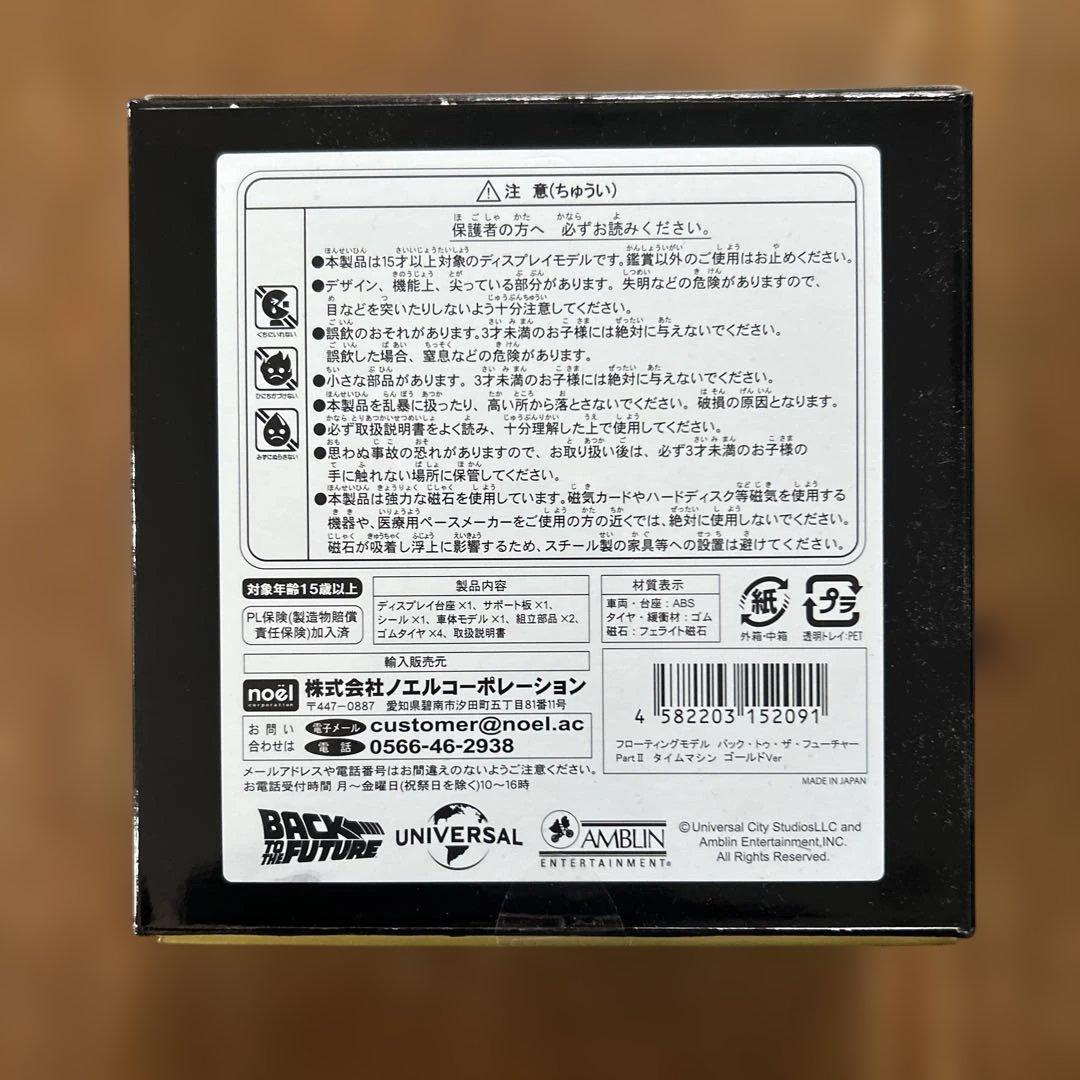 注 意(ちゅうい)
保護者の方へ 必ずお読みください。
●本製品は15才以上対象のディスプレイモデルです。鑑賞以外のご使用はお止めください。
●デザイン、機能上、尖っている部分があります。失明などの危険がありますので、
目などを突いたりしないよう十分注意してください。
●誤飲のおそれがあります。3才未満のお子様には絶対に与えないでください。
誤飲した場合、窒息などの危険があります。
●小さな部品があります。3才未満のお子様には絶対に与えないでください。
●本製品を乱暴に扱ったり、高い所から落とさないでください。破損の原因となります。
●必ず取扱説明書をよく読み、十分理解した上で使用してください。
●思わぬ事故の恐れがありますので、お取り扱い後は、必ず3才未満のお子様の
手に触れない場所に保管してください。
●本製品は強力な磁石を使用しています。磁気カードやハードディスク等磁気を使用する
機器や、医療用ペースメーカーをご使用の方の近くでは、絶対に使用しないでください。
磁石が吸着し浮上に影響するため、スチール製の家具等への設置は避けてください。
くちにいれない
ひにちかづけない
みずにぬらさない
対象年齢15歳以上
PL保険(製造物賠償
責任保険)加入済
製品内容
ディスプレイ台座×1、サポート板×1、
シール×1、車体モデル×1、組立部品×2、
ゴムタイヤ×4、取扱説明書
材質表示
車両・台座:ABS
タイヤ・緩衝材:ゴム
磁石:フェライト磁石
紙
外箱・中箱
プラ
透明トレイ:PET
輸入販売元
noël
corporation
株式会社ノエルコーポレーション
〒447-0887 愛知県碧南市汐田町五丁目81番11号
お問い
合わせは
電子メール customer@noel.ac
電話 0566-46-2938
メールアドレスや電話番号はお間違えのないようご注意ください。
お電話受付時間 月~金曜日(祝祭日を除く)10~16時
4 582203 152091
フローティングモデル バック・トゥ・ザ・フューチャー
PartⅡ タイムマシン ゴールドVer
MADE IN JAPAN
BACK
TO THE FUTURE
UNIVERSAL
AMBLIN
ENTERTAINMENT®
©Universal City StudiosLLC and
Amblin Entertainment,INC.
All Rights Reserved.